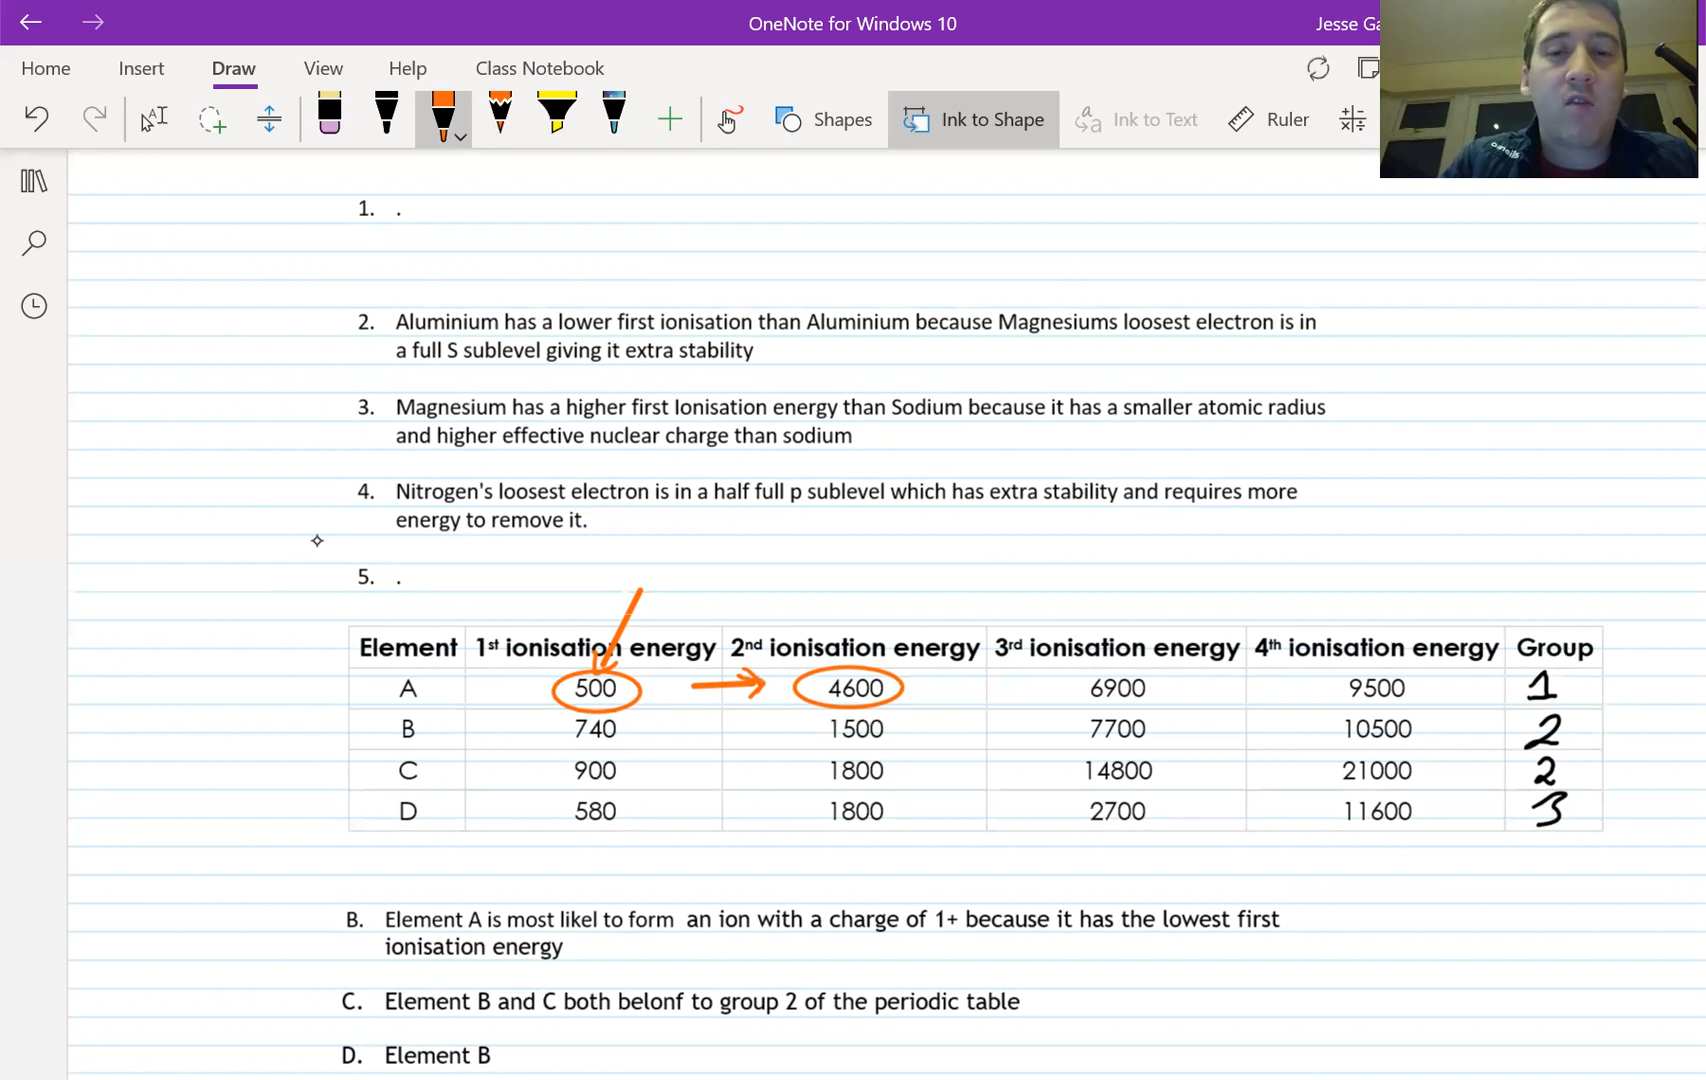 OneNote for Windows 10
Jesse Ga
Home Insert Draw View Help Class Notebook
Shapes Ink to Shape Ink to Text Ruler
1. .
2. Aluminium has a lower first ionisation than Aluminium because Magnesiums loosest electron is in
a full S sublevel giving it extra stability
3. Magnesium has a higher first Ionisation energy than Sodium because it has a smaller atomic radius
and higher effective nuclear charge than sodium
4. Nitrogen's loosest electron is in a half full p sublevel which has extra stability and requires more
energy to remove it.
5. .
Element 1st ionisation energy 2nd ionisation energy 3rd ionisation energy 4th ionisation energy Group
A 500 4600 6900 9500 1
B 740 1500 7700 10500 2
C 900 1800 14800 21000 2
D 580 1800 2700 11600 3
B. Element A is most likel to form an ion with a charge of 1+ because it has the lowest first
ionisation energy
C. Element B and C both belonf to group 2 of the periodic table
D. Element B